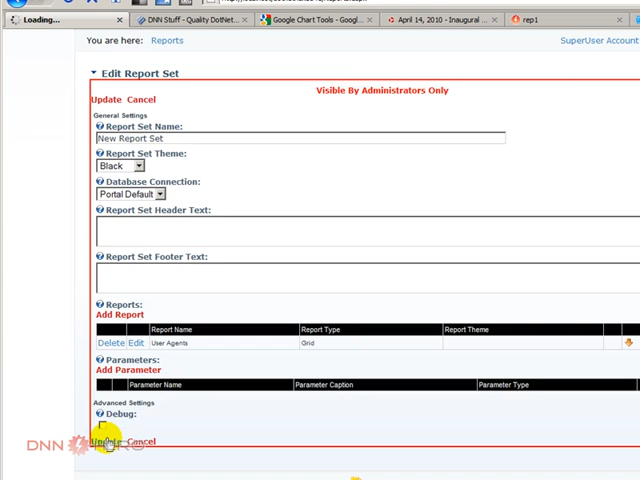 Loading...
DNN Stuff - Quality DotNet...
Google Chart Tools - Googl...
April 14, 2010 - Inaugural ...
rep1
You are here: Reports
SuperUser Account
Edit Report Set
Visible By Administrators Only
Update Cancel
General Settings
Report Set Name:
New Report Set
Report Set Theme:
Black
Database Connection:
Portal Default
Report Set Header Text:
Report Set Footer Text:
Reports:
Add Report
Report Name Report Type Report Theme
Delete Edit User Agents Grid
Parameters:
Add Parameter
Parameter Name Parameter Caption Parameter Type
Advanced Settings
Debug:
Update Cancel